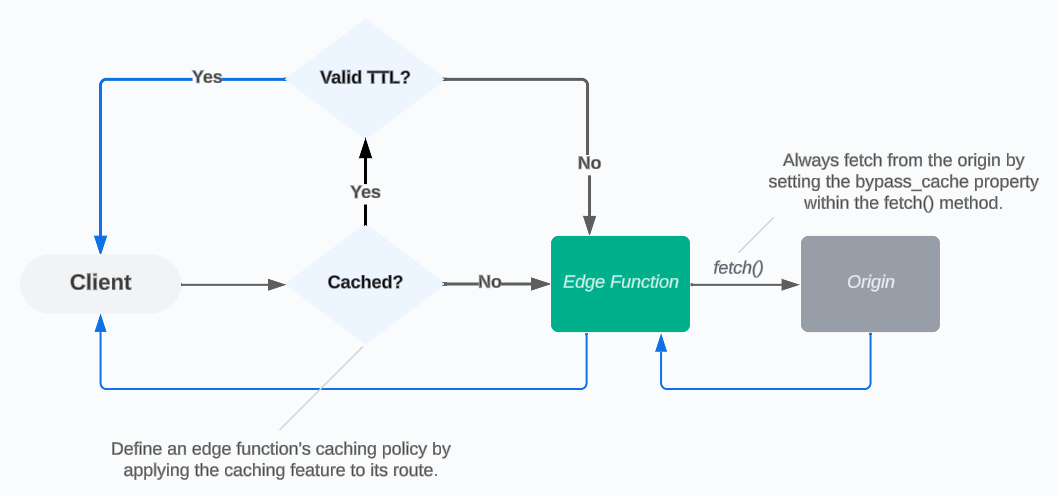 Valid TTL?
Yes
No
Yes
Always fetch from the origin by
setting the bypass_cache property
within the fetch() method.
Client
Cached?
No
Edge Function
fetch()
Origin
Define an edge function's caching policy by
applying the caching feature to its route.